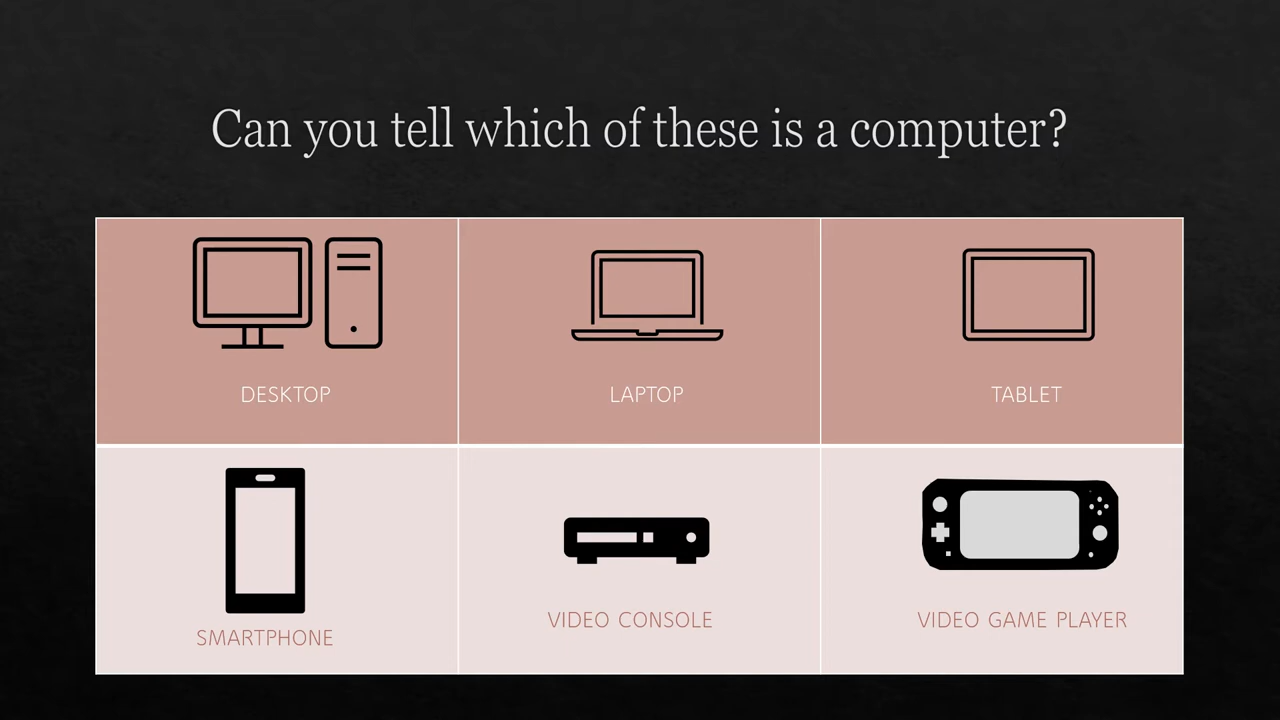 Can you tell which of these is a computer?
DESKTOP
LAPTOP
TABLET
SMARTPHONE
VIDEO CONSOLE
VIDEO GAME PLAYER